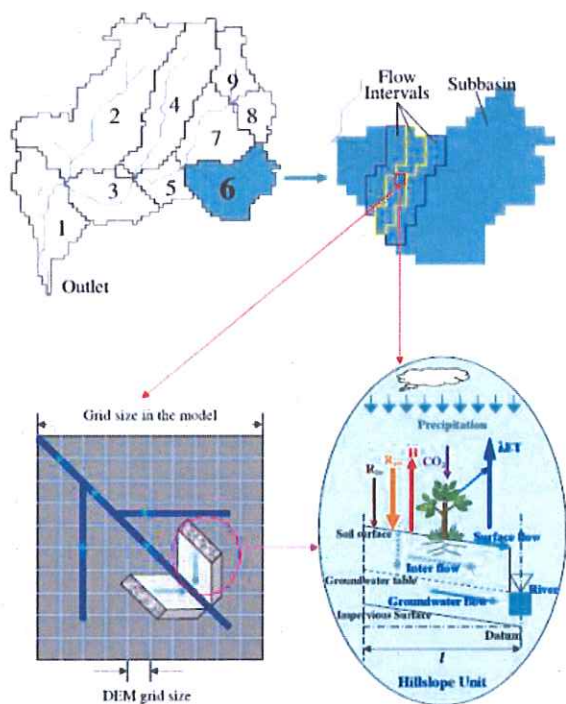 9
2
4
8
7
3
5
6
1
Outlet
Flow
Intervals
Subbasin
Grid size in the model
DEM grid size
Precipitation
H
CO₂
λET
Soil surface
Surface flow
Inter flow
Groundwater table
River
Groundwater flow
Impervious Surface
Datum
l
Hillslope Unit